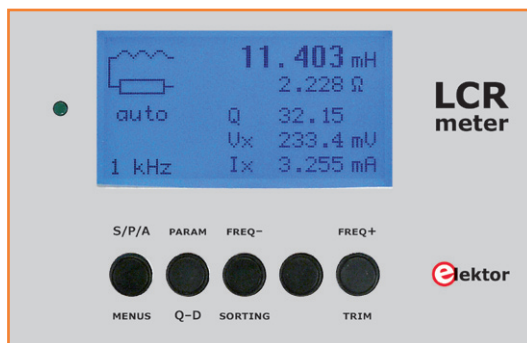 11.403 mH
2.228 Ω
auto
Q 32.15
Vx 233.4 mV
1 kHz
Ix 3.255 mA
LCR
meter
S/P/A PARAM FREQ– FREQ+
MENUS Q–D SORTING TRIM
elektor